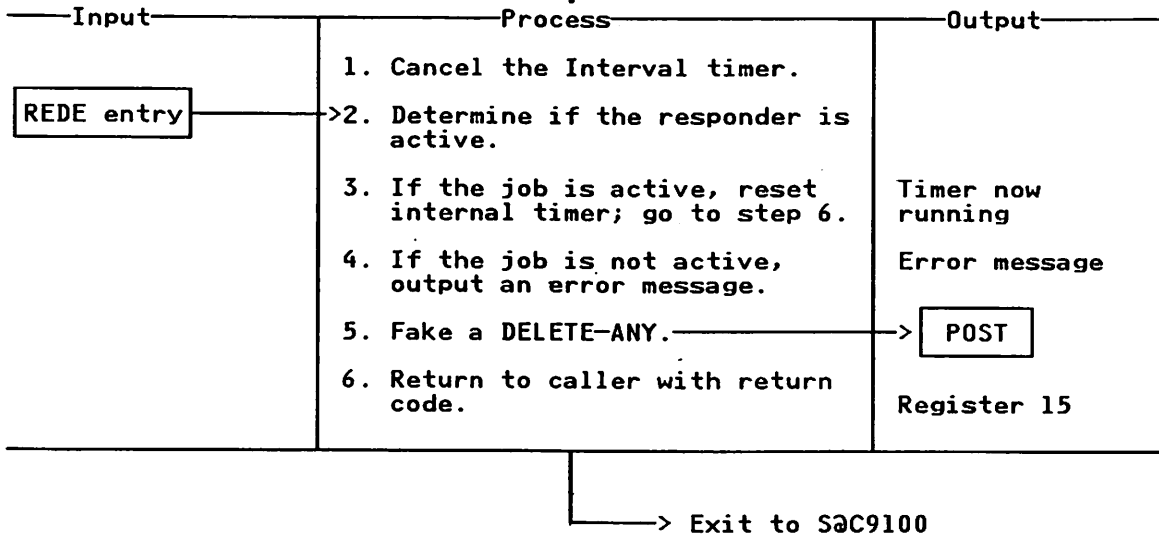 Input Process Output
1. Cancel the Interval timer.
REDE entry 2. Determine if the responder is
active.
3. If the job is active, reset Timer now
internal timer; go to step 6. running
4. If the job is not active, Error message
output an error message.
5. Fake a DELETE-ANY. POST
6. Return to caller with return
code. Register 15
Exit to S@C9100